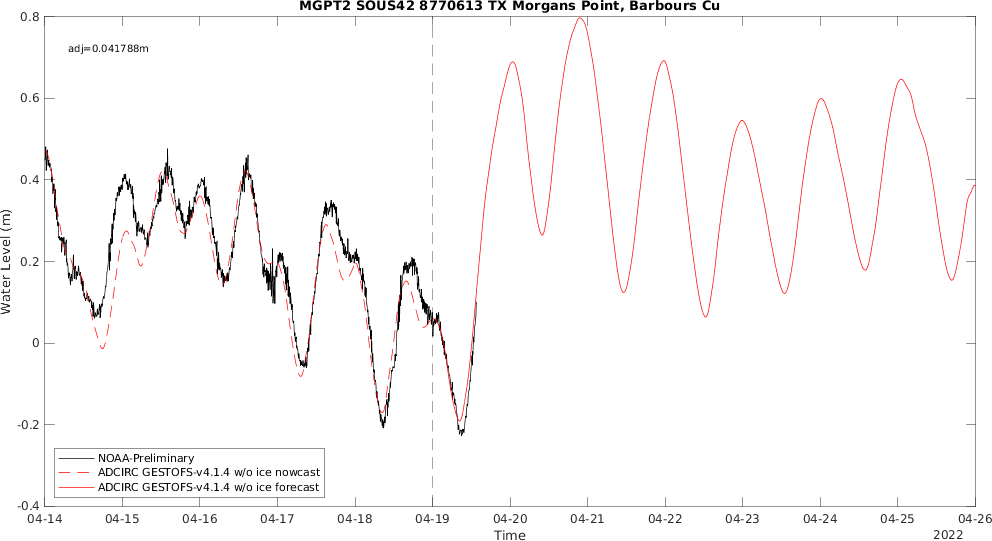 MGPT2 SOUS42 8770613 TX Morgans Point, Barbours Cu
adj=0.041788m
0.8
0.6
0.4
0.2
0
-0.2
-0.4
Water Level (m)
NOAA-Preliminary
ADCIRC GESTOFS-v4.1.4 w/o ice nowcast
ADCIRC GESTOFS-v4.1.4 w/o ice forecast
04-14 04-15 04-16 04-17 04-18 04-19 04-20 04-21 04-22 04-23 04-24 04-25 04-26
Time
2022